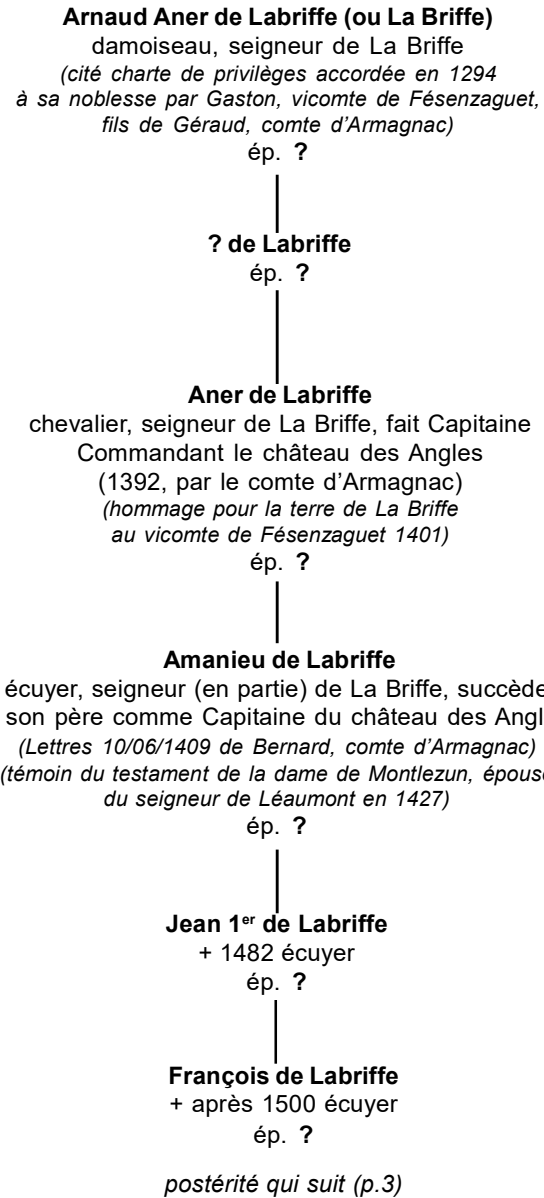 Arnaud Aner de Labriffe (ou La Briffe)
damoiseau, seigneur de La Briffe
(cité charte de privilèges accordée en 1294
à sa noblesse par Gaston, vicomte de Fésenzaguet,
fils de Géraud, comte d'Armagnac)
ép. ?
? de Labriffe
ép. ?
Aner de Labriffe
chevalier, seigneur de La Briffe, fait Capitaine
Commandant le château des Angles
(1392, par le comte d'Armagnac)
(hommage pour la terre de La Briffe
au vicomte de Fésenzaguet 1401)
ép. ?
Amanieu de Labriffe
écuyer, seigneur (en partie) de La Briffe, succède
son père comme Capitaine du château des Angl
(Lettres 10/06/1409 de Bernard, comte d'Armagnac)
(témoin du testament de la dame de Montlezun, épouse
du seigneur de Léaumont en 1427)
ép. ?
Jean 1er de Labriffe
+ 1482 écuyer
ép. ?
François de Labriffe
+ après 1500 écuyer
ép. ?
postérité qui suit (p.3)